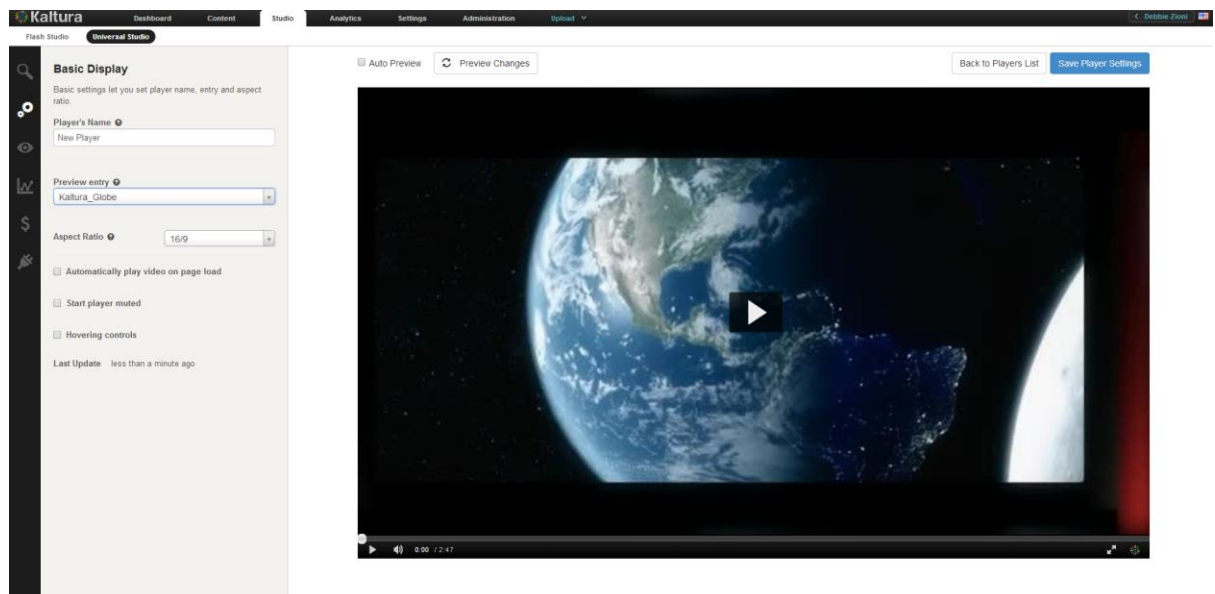 Kaltura
Dashboard Content Studio Analytics Settings Administration Upload
< Debbie Zioni
Flash Studio Universal Studio
Basic Display
Basic settings let you set player name, entry and aspect
ratio.
Player's Name
New Player
Preview entry
Kaltura_Globe
Aspect Ratio 16/9
Automatically play video on page load
Start player muted
Hovering controls
Last Update less than a minute ago
Auto Preview Preview Changes Back to Players List Save Player Settings
0:00 / 2:47